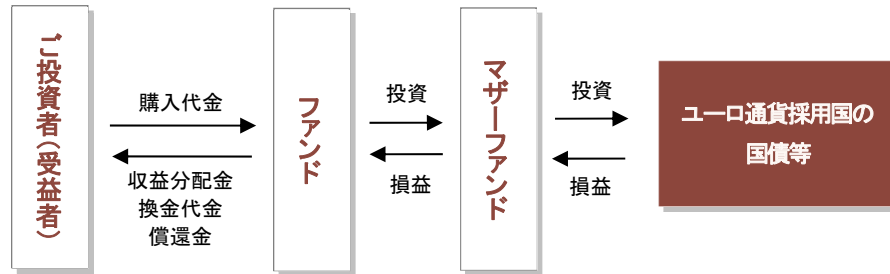 ご投資者(受益者)
購入代金
収益分配金
換金代金
償還金
ファンド
投資
損益
マザーファンド
投資
損益
ユーロ通貨採用国の
国債等